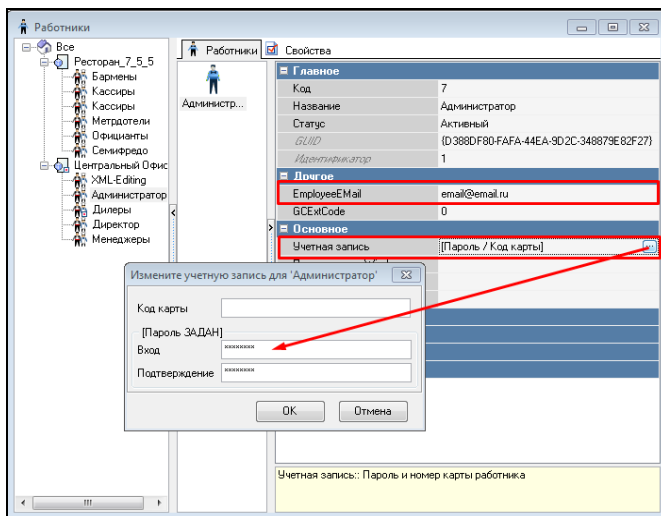 Работники
Все
Ресторан_7_5_5
Бармены
Кассиры
Кассиры
Метрдотели
Официанты
Семифредо
Центральный Офис
XML-Editing
Администратор
Дилеры
Директор
Менеджеры
Работники
Свойства
Администр...
Главное
Код 7
Название Администратор
Статус Активный
GUID {D388DF80-FAFA-44EA-9D2C-348879E82F27}
Идентификатор 1
Другое
EmployeeEMail email@email.ru
GCExtCode 0
Основное
Учетная запись [Пароль / Код карты]
Измените учетную запись для 'Администратор'
Код карты
[Пароль ЗАДАН]
Вход ********
Подтверждение ********
OK Отмена
Учетная запись:: Пароль и номер карты работника